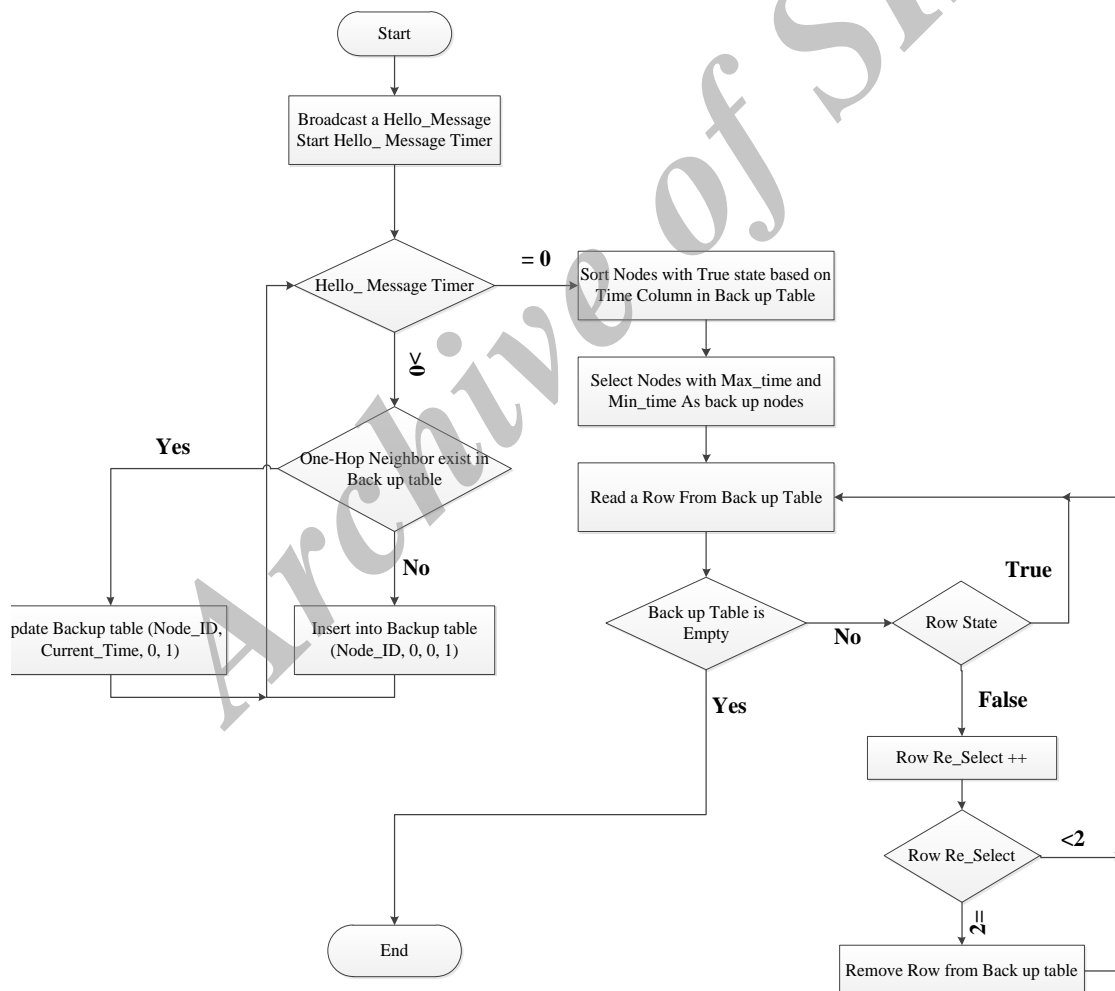 Start
Broadcast a Hello_Message
Start Hello_ Message Timer
Hello_ Message Timer
= 0
Sort Nodes with True state based on
Time Column in Back up Table
0<
Select Nodes with Max_time and
Min_time As back up nodes
Yes
One-Hop Neighbor exist in
Back up table
Read a Row From Back up Table
No
True
pdate Backup table (Node_ID,
Current_Time, 0, 1)
Insert into Backup table
(Node_ID, 0, 0, 1)
Back up Table is
Empty
No
Row State
Yes
False
Row Re_Select ++
Row Re_Select
<2
2=
End
Remove Row from Back up table
Archive of